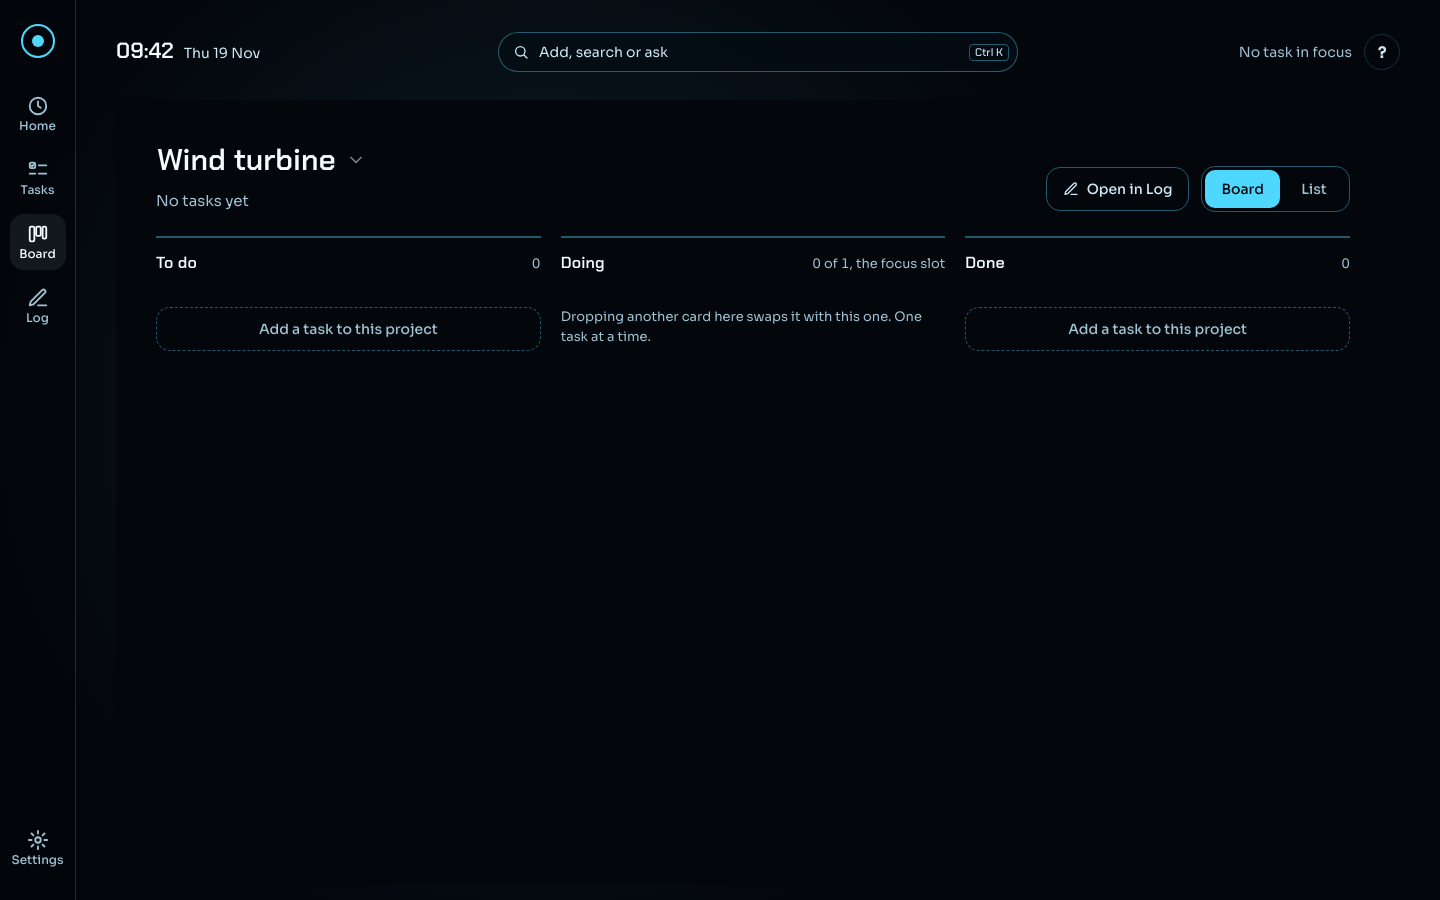 09:42 Thu 19 Nov
Add, search or ask
Ctrl K
No task in focus
?
Home
Tasks
Board
Log
Settings
Wind turbine
No tasks yet
Open in Log
Board
List
To do
0
Doing
0 of 1, the focus slot
Done
0
Add a task to this project
Dropping another card here swaps it with this one. One
task at a time.
Add a task to this project